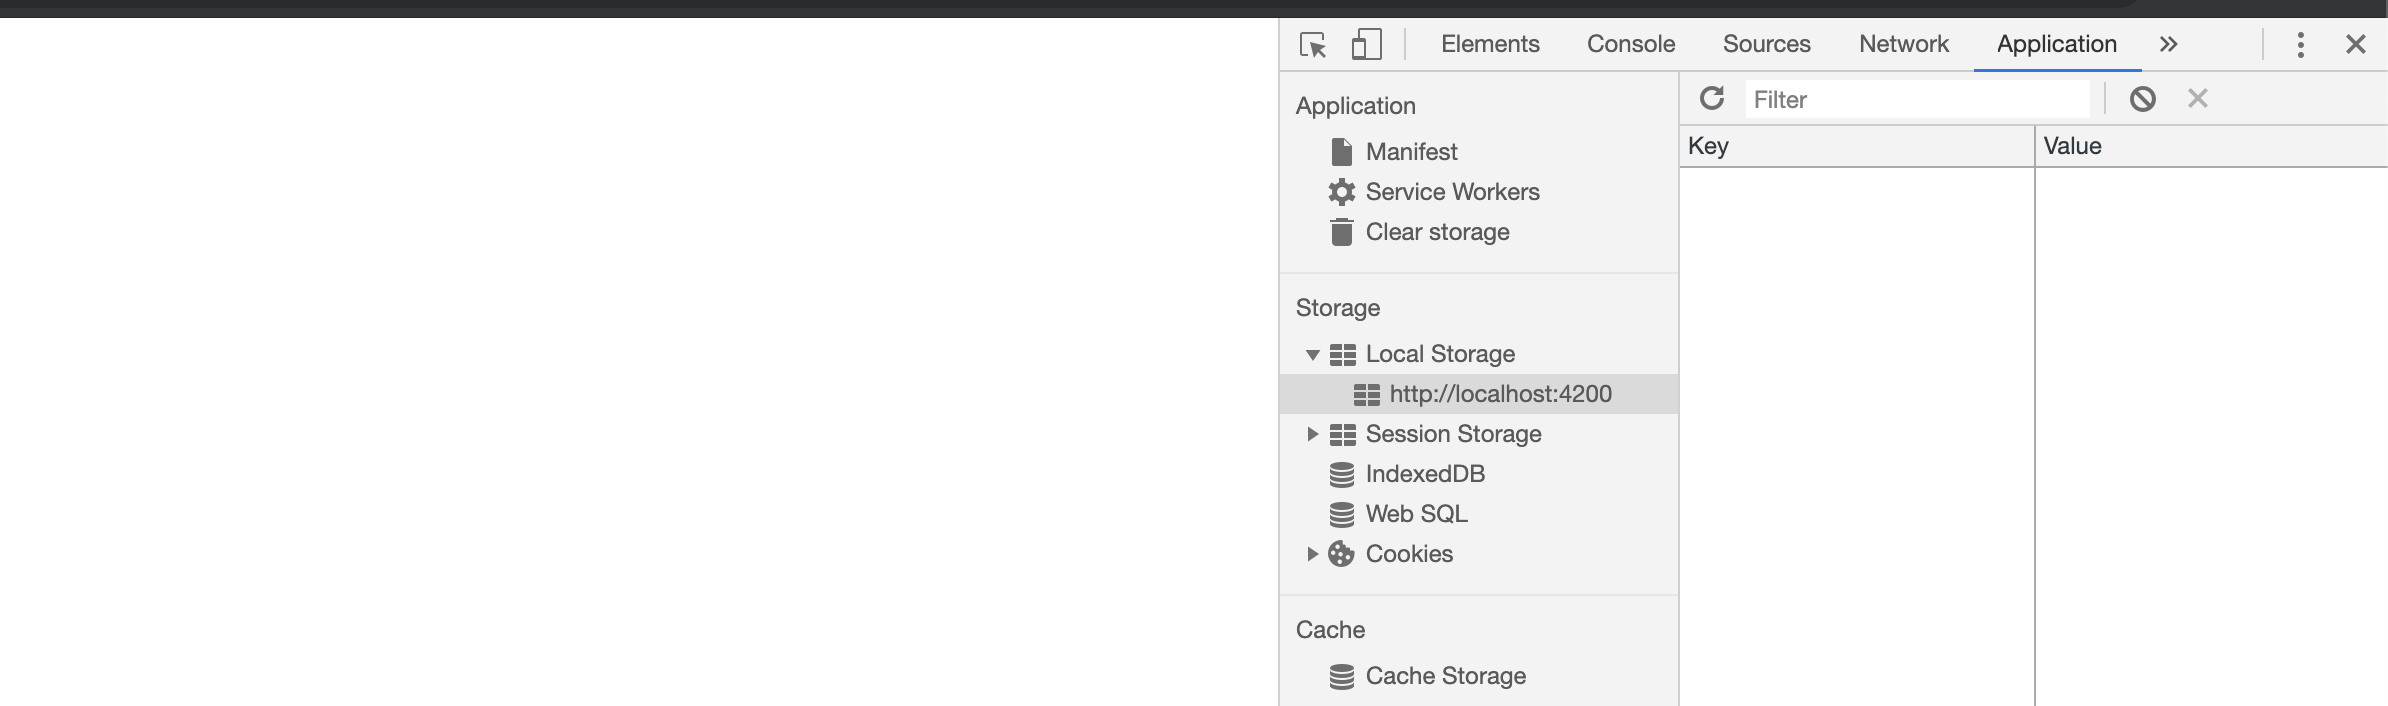 Elements Console Sources Network Application
Filter
Key Value
Application
Manifest
Service Workers
Clear storage
Storage
Local Storage
http://localhost:4200
Session Storage
IndexedDB
Web SQL
Cookies
Cache
Cache Storage